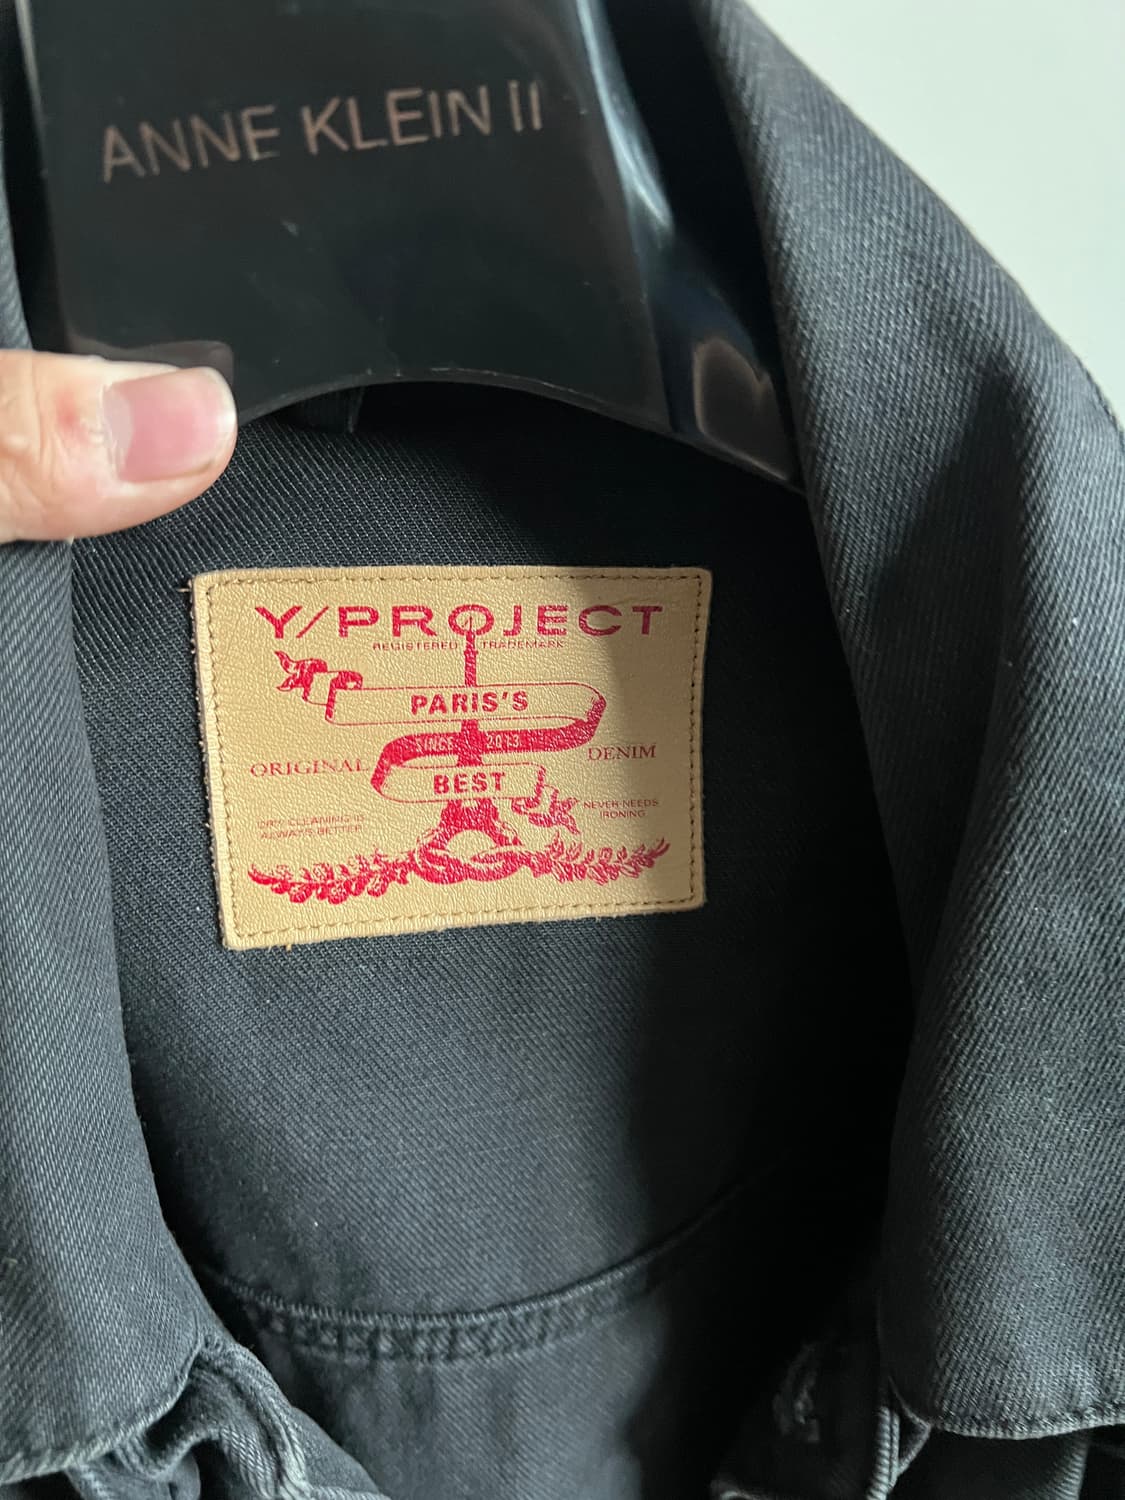 ANNE KLEIN II
Y/PROJECT
REGISTERED TRADEMARK
PARIS'S
SINCE 2013
ORIGINAL DENIM
BEST
DRY CLEANING IS
ALWAYS BETTER
NEVER NEEDS
IRONING